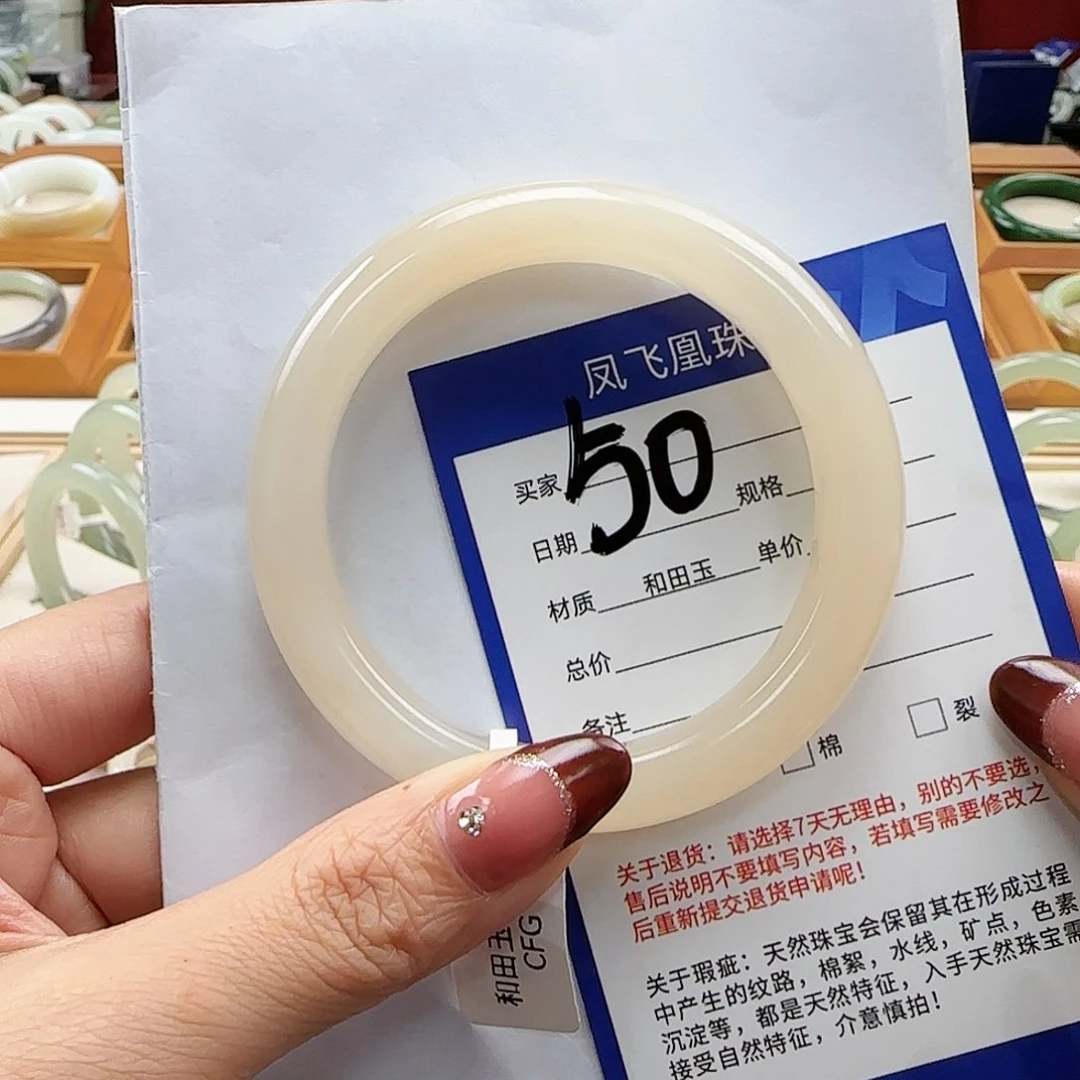 凤飞凰珠
50
买家
规格
日期
单价
材质 和田玉
总价
备注
棉
裂
关于退货：请选择7天无理由，别的不要选，
售后说明不要填写内容，若填写需要修改之
后重新提交退货申请呢！
关于瑕疵：天然珠宝会保留其在形成过程
中产生的纹路，棉絮，水线，矿点，色素
沉淀等，都是天然特征，入手天然珠宝需
接受自然特征，介意慎拍！
和田玉
CFG